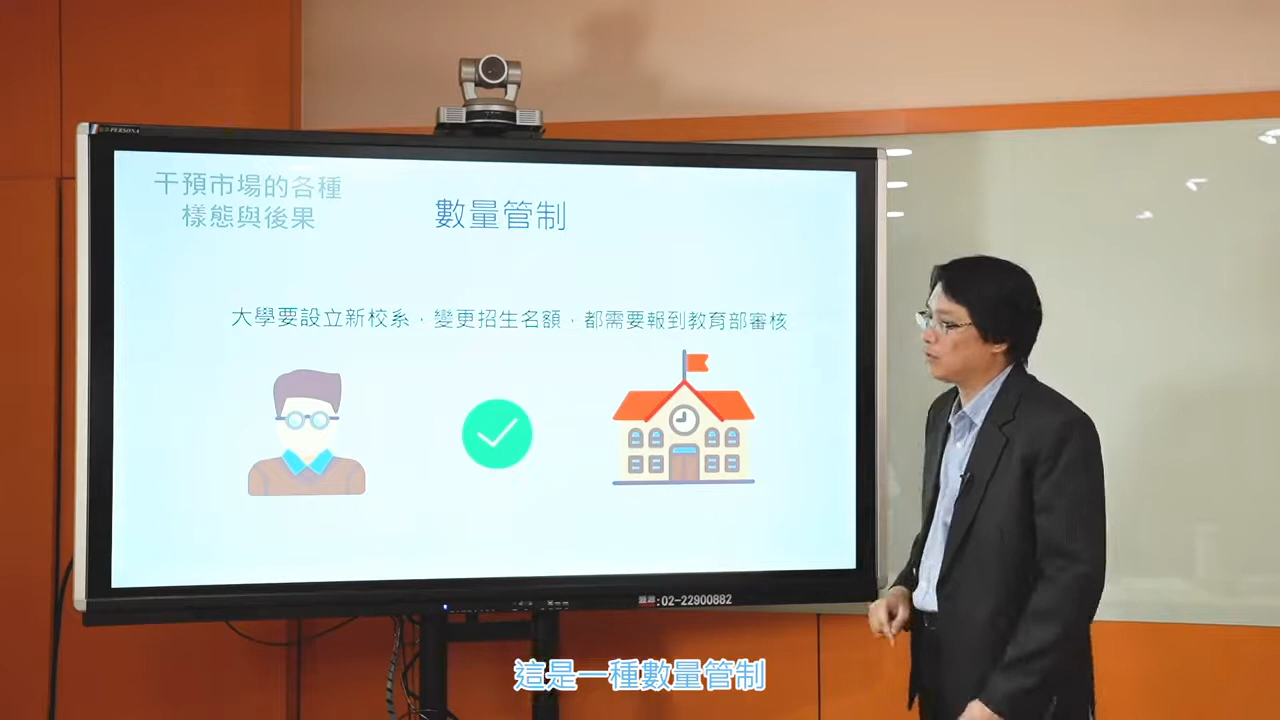 PERSONA
干預市場的各種
樣態與後果
數量管制
大學要設立新校系，變更招生名額，都需要報到教育部審核
:02-22900882
這是一種數量管制